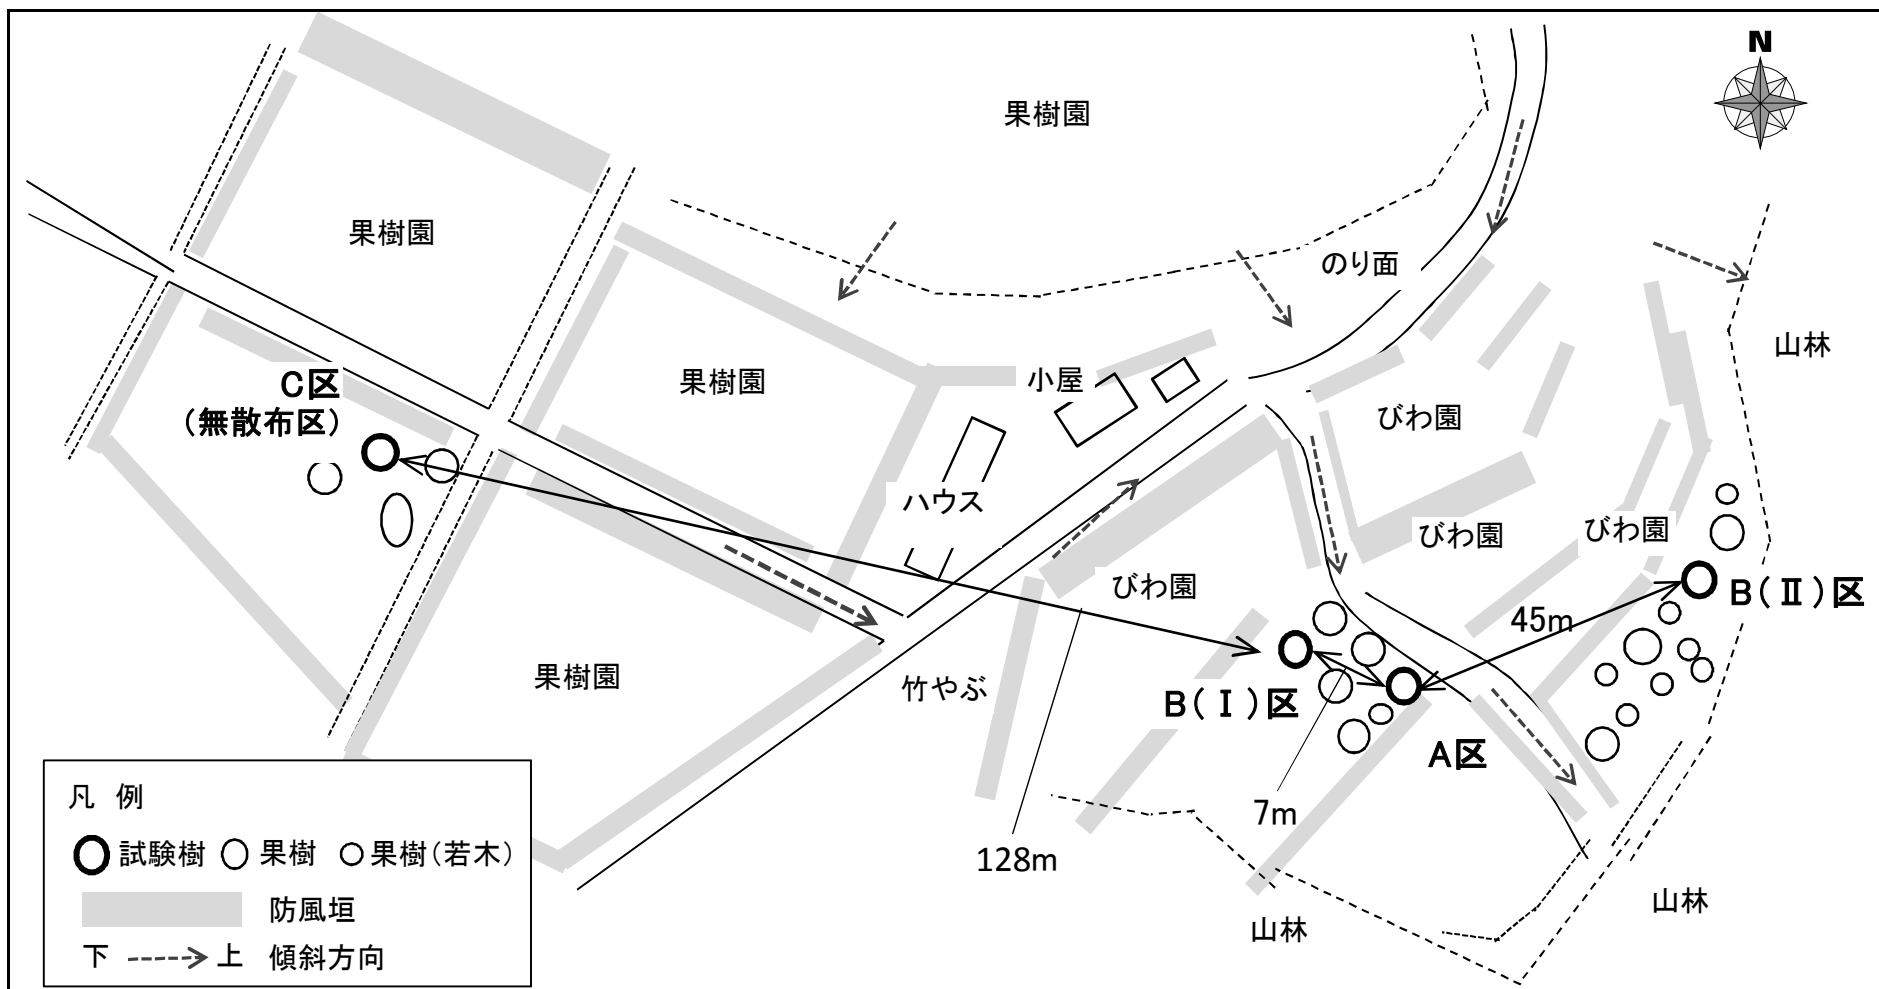 N
果樹園
果樹園
のり面
山林
C区
(無散布区)
果樹園
小屋
びわ園
ハウス
びわ園
びわ園
びわ園
B(Ⅱ)区
45m
果樹園
竹やぶ
B(Ⅰ)区
A区
7m
128m
山林
山林
凡 例
試験樹 果樹 果樹(若木)
防風垣
下 上 傾斜方向